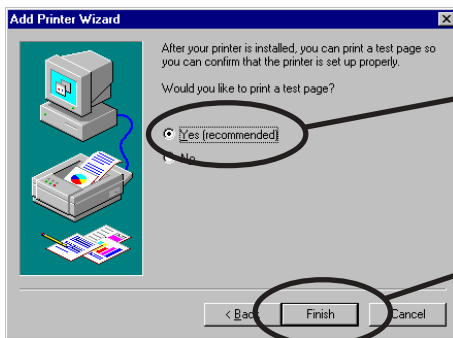 Add Printer Wizard
After your printer is installed, you can print a test page so
you can confirm that the printer is set up properly.
Would you like to print a test page?
Yes (recommended)
No
< Back
Finish
Cancel